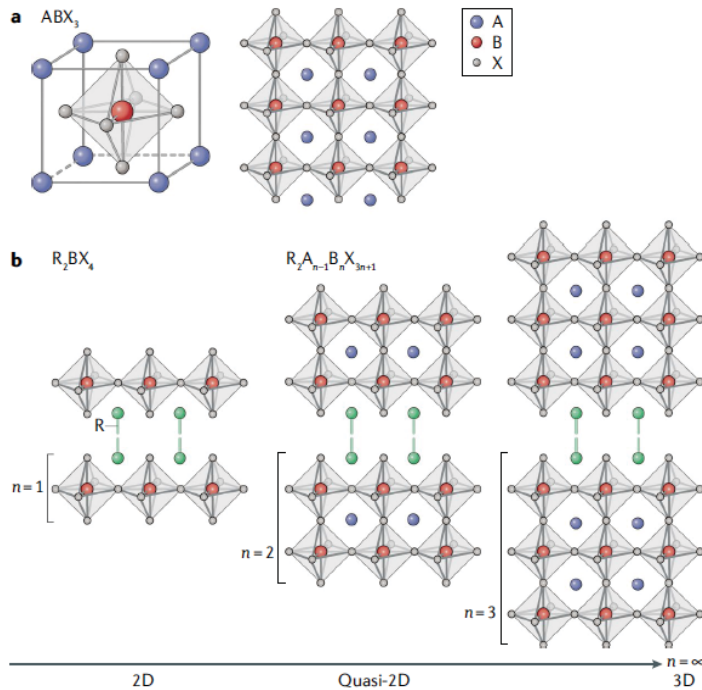 a ABX₃
A
B
X
b R₂BX₄ R₂Aₙ₋₁BₙX₃ₙ₊₁
R
n = 1
n = 2
n = 3
n = ∞
2D Quasi-2D 3D